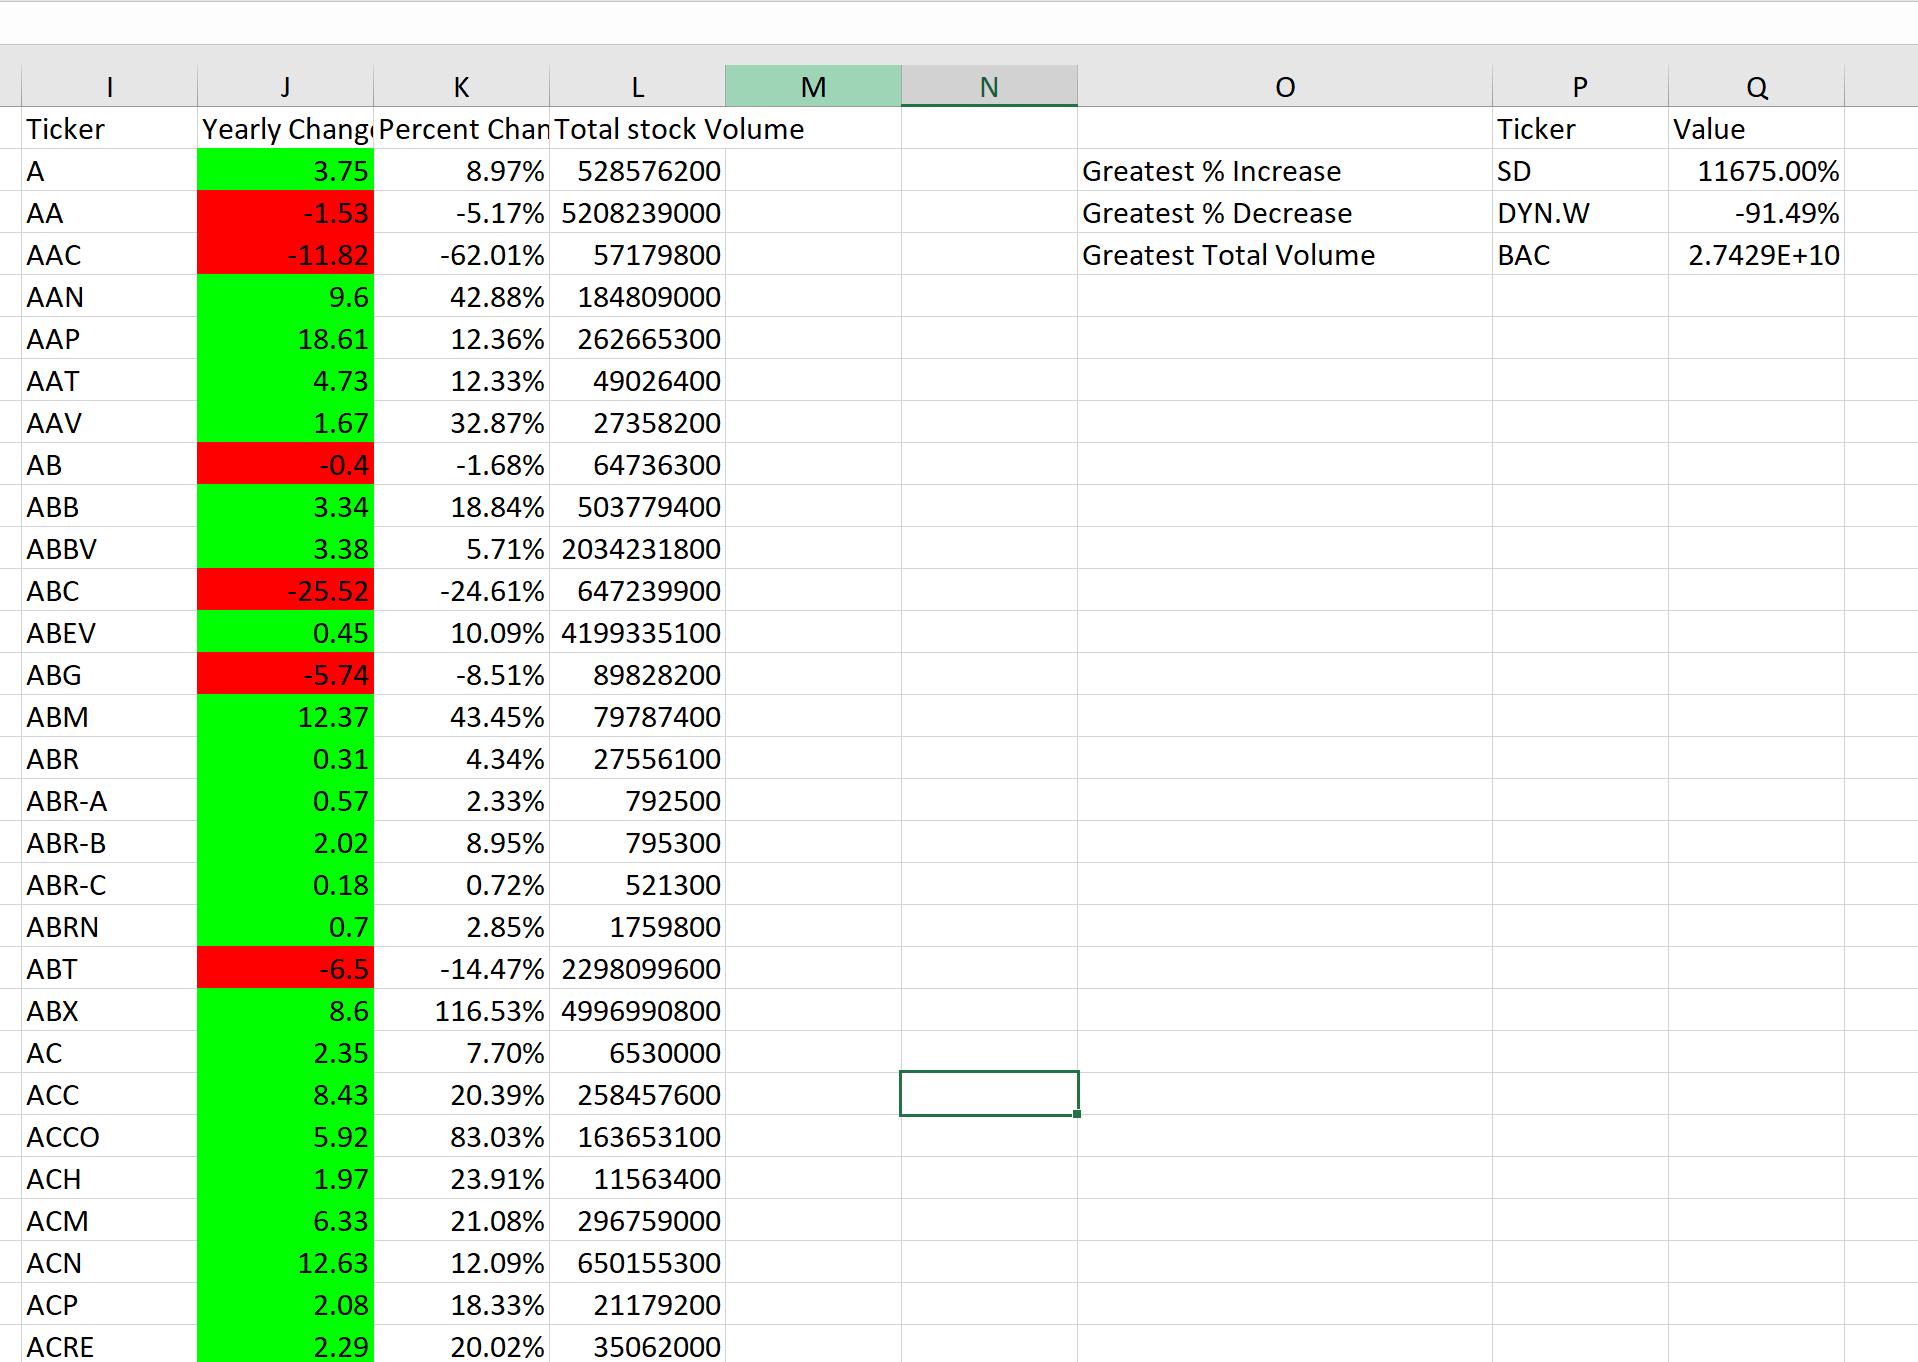 I J K L M N O P Q
Ticker Yearly Change Percent Chan Total stock Volume Ticker Value
A 3.75 8.97% 528576200 Greatest % Increase SD 11675.00%
AA -1.53 -5.17% 5208239000 Greatest % Decrease DYN.W -91.49%
AAC -11.82 -62.01% 57179800 Greatest Total Volume BAC 2.7429E+10
AAN 9.6 42.88% 184809000
AAP 18.61 12.36% 262665300
AAT 4.73 12.33% 49026400
AAV 1.67 32.87% 27358200
AB -0.4 -1.68% 64736300
ABB 3.34 18.84% 503779400
ABBV 3.38 5.71% 2034231800
ABC -25.52 -24.61% 647239900
ABEV 0.45 10.09% 4199335100
ABG -5.74 -8.51% 89828200
ABM 12.37 43.45% 79787400
ABR 0.31 4.34% 27556100
ABR-A 0.57 2.33% 792500
ABR-B 2.02 8.95% 795300
ABR-C 0.18 0.72% 521300
ABRN 0.7 2.85% 1759800
ABT -6.5 -14.47% 2298099600
ABX 8.6 116.53% 4996990800
AC 2.35 7.70% 6530000
ACC 8.43 20.39% 258457600
ACCO 5.92 83.03% 163653100
ACH 1.97 23.91% 11563400
ACM 6.33 21.08% 296759000
ACN 12.63 12.09% 650155300
ACP 2.08 18.33% 21179200
ACRE 2.29 20.02% 35062000